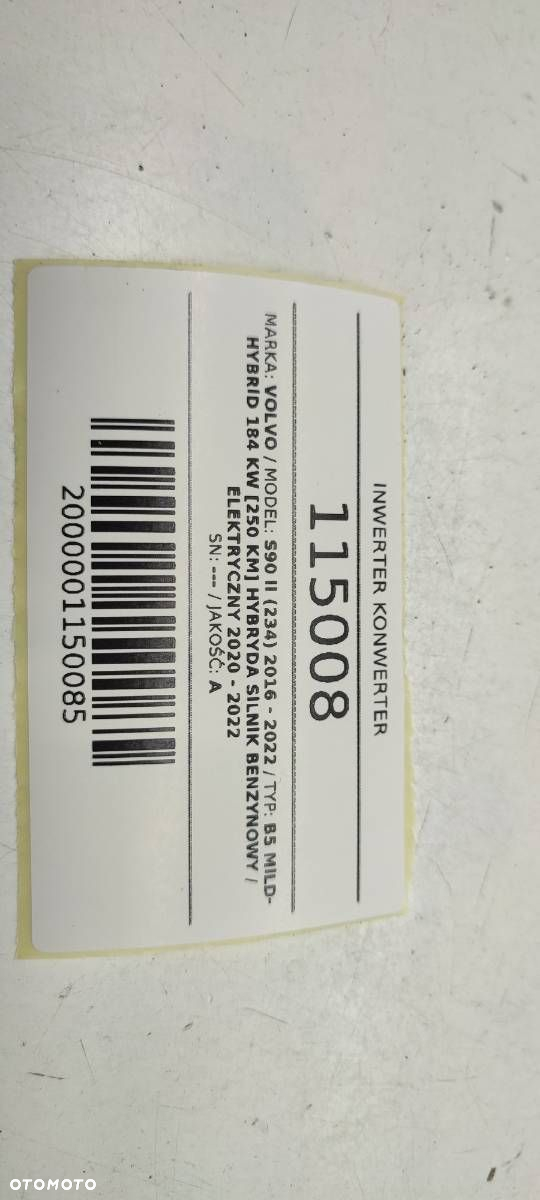 INWERTER KONWERTER
115008
MARKA: VOLVO / MODEL: S90 II (234) 2016 - 2022 / TYP: B5 MILD-
HYBRID 184 KW [250 KM] HYBRYDA SILNIK BENZYNOWY /
ELEKTRYCZNY 2020 - 2022
SN: --- / JAKOŚĆ: A
2000001150085
OTOMOTO